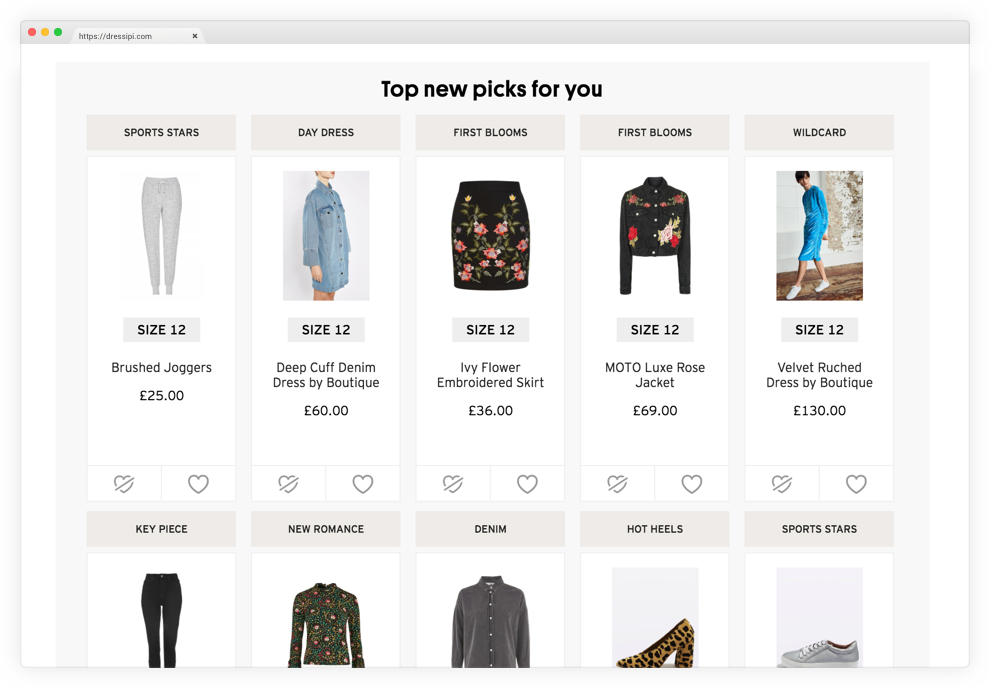 https://dressipi.com
Top new picks for you
SPORTS STARS
DAY DRESS
FIRST BLOOMS
FIRST BLOOMS
WILDCARD
SIZE 12
SIZE 12
SIZE 12
SIZE 12
SIZE 12
Brushed Joggers
£25.00
Deep Cuff Denim
Dress by Boutique
£60.00
Ivy Flower
Embroidered Skirt
£36.00
MOTO Luxe Rose
Jacket
£69.00
Velvet Ruched
Dress by Boutique
£130.00
KEY PIECE
NEW ROMANCE
DENIM
HOT HEELS
SPORTS STARS